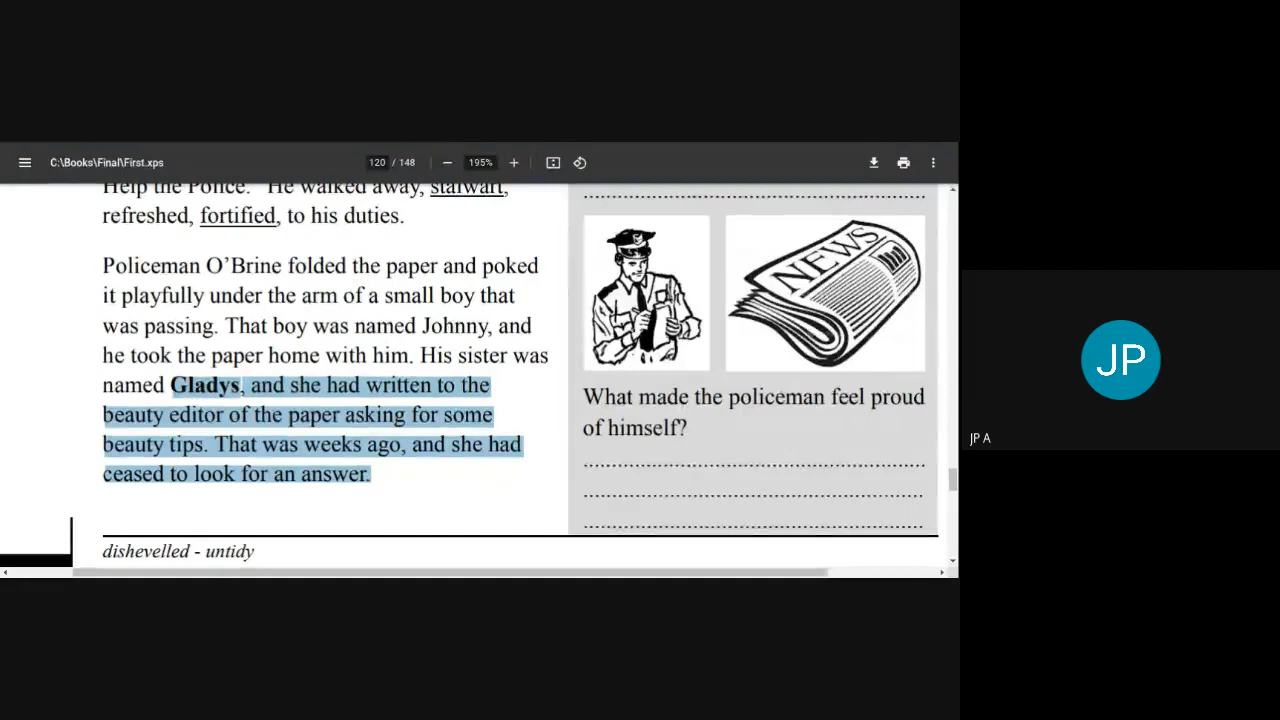 C:\Books\Final\First.xps
120 / 148
195%
Help the Police." He walked away, stalwart,
refreshed, fortified, to his duties.
Policeman O'Brine folded the paper and poked
it playfully under the arm of a small boy that
was passing. That boy was named Johnny, and
he took the paper home with him. His sister was
named Gladys, and she had written to the
beauty editor of the paper asking for some
beauty tips. That was weeks ago, and she had
ceased to look for an answer.
dishevelled - untidy
NEWS
What made the policeman feel proud
of himself?
JP
JP A